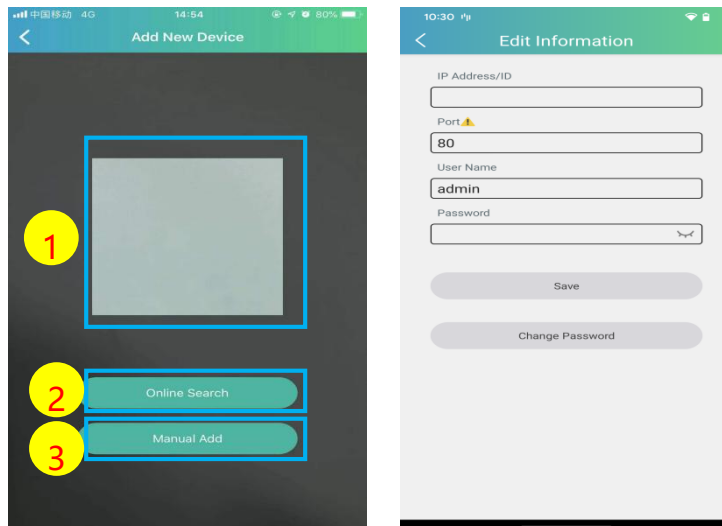 中国移动 4G 14:54 80%
Add New Device
1
2
Online Search
3
Manual Add
10:30
Edit Information
IP Address/ID
Port
80
User Name
admin
Password
Save
Change Password